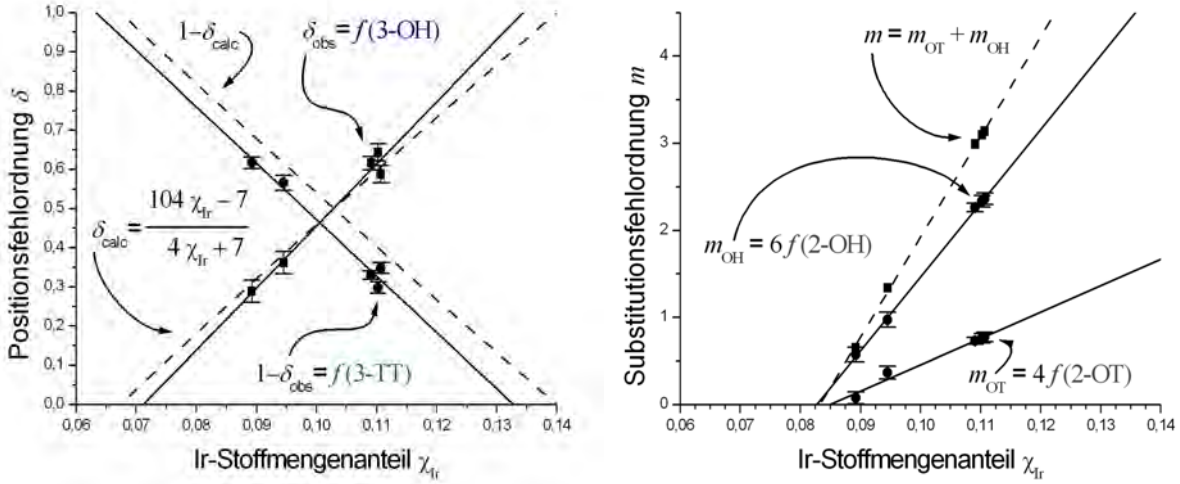 1,0
0,9
0,8
0,7
0,6
0,5
0,4
0,3
0,2
0,1
0,0
Positionsfehlordnung δ
1–δcalc
δobs = f(3-OH)
δcalc = (104 χIr – 7) / (4 χIr + 7)
1–δobs = f(3-TT)
0,06 0,07 0,08 0,09 0,10 0,11 0,12 0,13 0,14
Ir-Stoffmengenanteil χIr
4
3
2
1
0
Substitutionsfehlordnung m
m = mOT + mOH
mOH = 6 f(2-OH)
mOT = 4 f(2-OT)
0,06 0,07 0,08 0,09 0,10 0,11 0,12 0,13 0,14
Ir-Stoffmengenanteil χIr